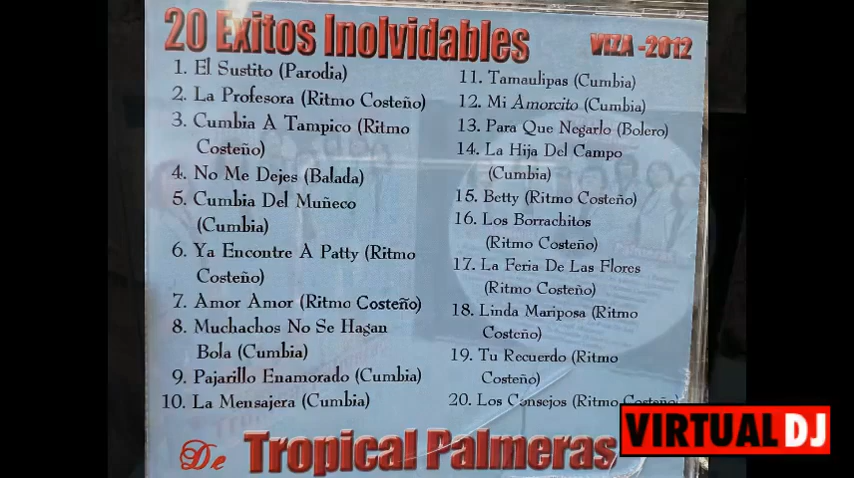 20 Exitos Inolvidables
VIZA -2012
1. El Sustito (Parodia)
2. La Profesora (Ritmo Costeño)
3. Cumbia A Tampico (Ritmo
Costeño)
4. No Me Dejes (Balada)
5. Cumbia Del Muñeco
(Cumbia)
6. Ya Encontre A Patty (Ritmo
Costeño)
7. Amor Amor (Ritmo Costeño)
8. Muchachos No Se Hagan
Bola (Cumbia)
9. Pajarillo Enamorado (Cumbia)
10. La Mensajera (Cumbia)
11. Tamaulipas (Cumbia)
12. Mi Amorcito (Cumbia)
13. Para Que Negarlo (Bolero)
14. La Hija Del Campo
(Cumbia)
15. Betty (Ritmo Costeño)
16. Los Borrachitos
(Ritmo Costeño)
17. La Feria De Las Flores
(Ritmo Costeño)
18. Linda Mariposa (Ritmo
Costeño)
19. Tu Recuerdo (Ritmo
Costeño)
20. Los Consejos (Ritmo Costeño)
De Tropical Palmeras
VIRTUAL DJ